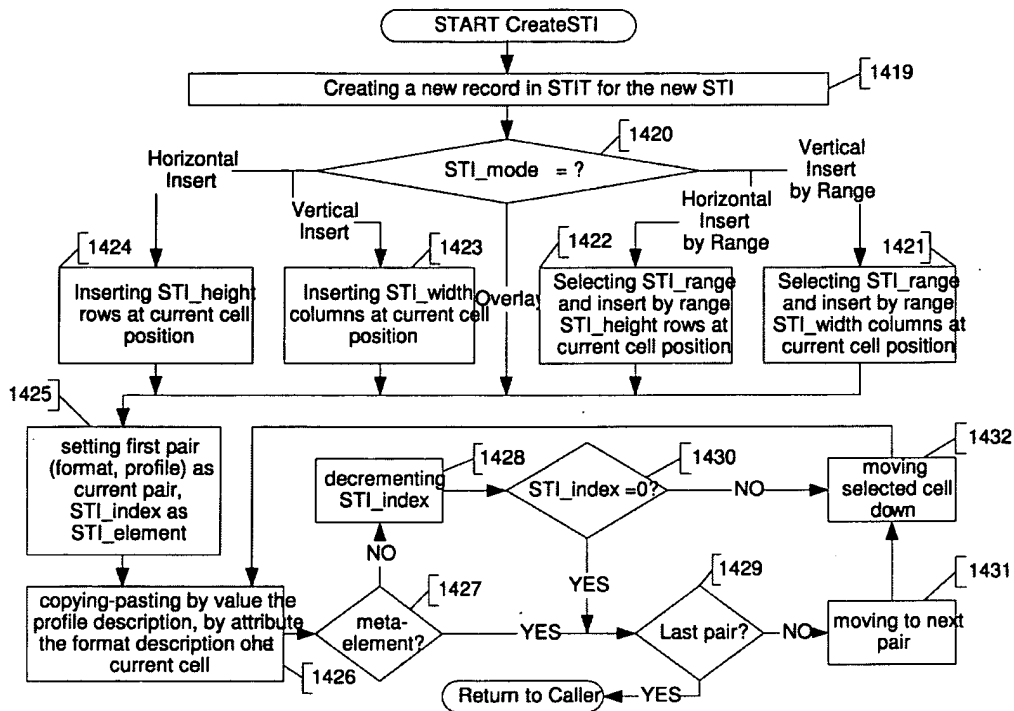 START CreateSTI
1419
Creating a new record in STIT for the new STI
1420
STI_mode = ?
Horizontal
Insert
Vertical
Insert
Horizontal
Insert
by Range
Vertical
Insert
by Range
1424
1423
1422
1421
Inserting STI_height
rows at current cell
position
Inserting STI_width
columns at current cell
position
Overlay
Selecting STI_range
and insert by range
STI_height rows at
current cell position
Selecting STI_range
and insert by range
STI_width columns at
current cell position
1425
setting first pair
(format, profile) as
current pair,
STI_index as
STI_element
1428
decrementing
STI_index
1430
STI_index =0?
NO
1432
moving
selected cell
down
NO
YES
1426
copying-pasting by value the
profile description, by attribute
the format description
current cell
1427
meta-
element?
YES
1429
Last pair?
NO
1431
moving to next
pair
YES
Return to Caller